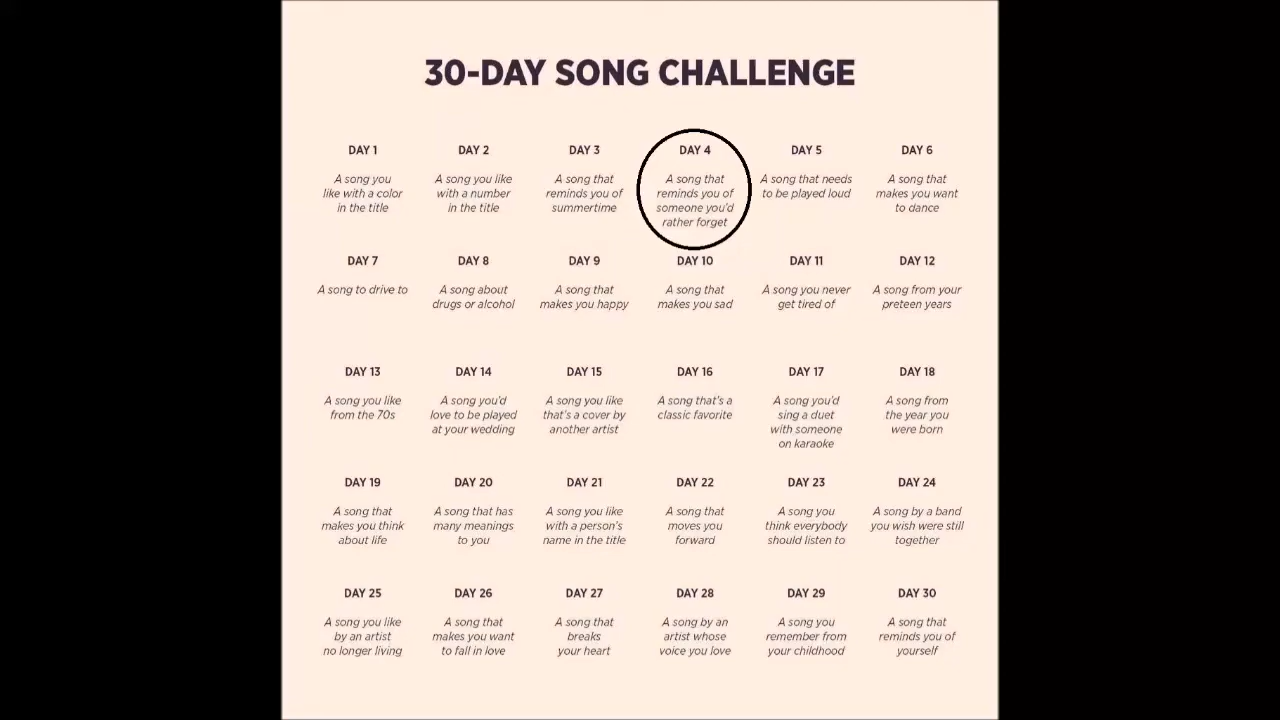 30-DAY SONG CHALLENGE
DAY 1
A song you
like with a color
in the title
DAY 2
A song you like
with a number
in the title
DAY 3
A song that
reminds you of
summertime
DAY 4
A song that
reminds you of
someone you'd
rather forget
DAY 5
A song that needs
to be played loud
DAY 6
A song that
makes you want
to dance
DAY 7
A song to drive to
DAY 8
A song about
drugs or alcohol
DAY 9
A song that
makes you happy
DAY 10
A song that
makes you sad
DAY 11
A song you never
get tired of
DAY 12
A song from your
preteen years
DAY 13
A song you like
from the 70s
DAY 14
A song you'd
love to be played
at your wedding
DAY 15
A song you like
that's a cover by
another artist
DAY 16
A song that's a
classic favorite
DAY 17
A song you'd
sing a duet
with someone
on karaoke
DAY 18
A song from
the year you
were born
DAY 19
A song that
makes you think
about life
DAY 20
A song that has
many meanings
to you
DAY 21
A song you like
with a person's
name in the title
DAY 22
A song that
moves you
forward
DAY 23
A song you
think everybody
should listen to
DAY 24
A song by a band
you wish were still
together
DAY 25
A song you like
by an artist
no longer living
DAY 26
A song that
makes you want
to fall in love
DAY 27
A song that
breaks
your heart
DAY 28
A song by an
artist whose
voice you love
DAY 29
A song you
remember from
your childhood
DAY 30
A song that
reminds you of
yourself